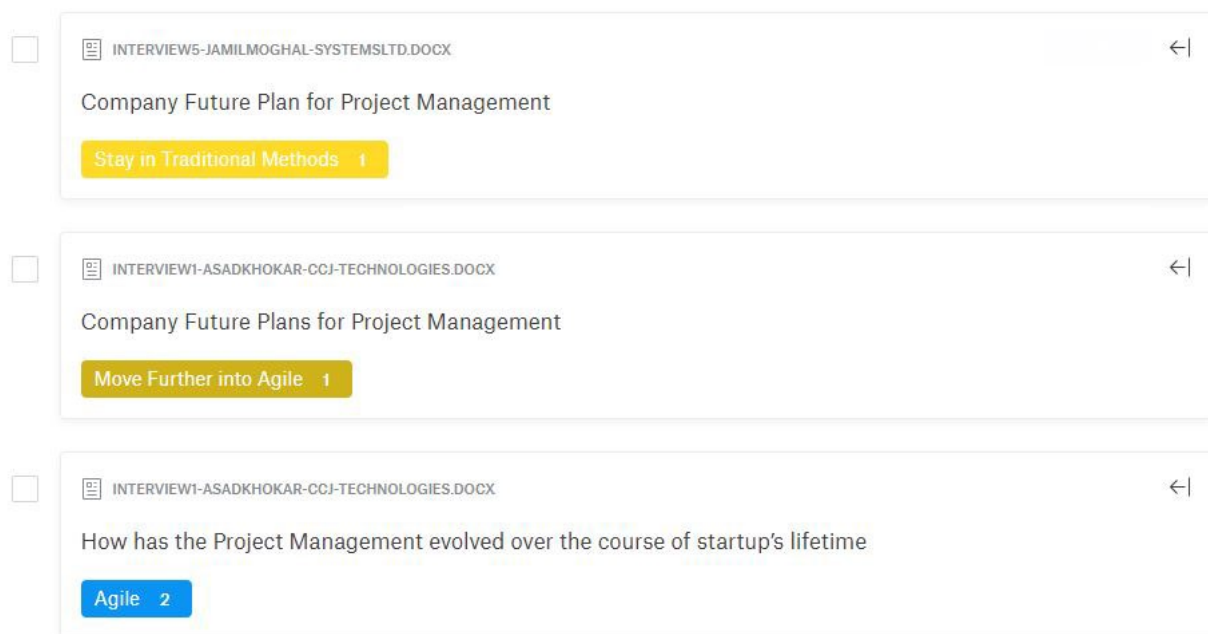 INTERVIEW5-JAMILMOGHAL-SYSTEMSLTD.DOCX
Company Future Plan for Project Management
Stay in Traditional Methods 1
INTERVIEW1-ASADKHOKAR-CCJ-TECHNOLOGIES.DOCX
Company Future Plans for Project Management
Move Further into Agile 1
INTERVIEW1-ASADKHOKAR-CCJ-TECHNOLOGIES.DOCX
How has the Project Management evolved over the course of startup’s lifetime
Agile 2